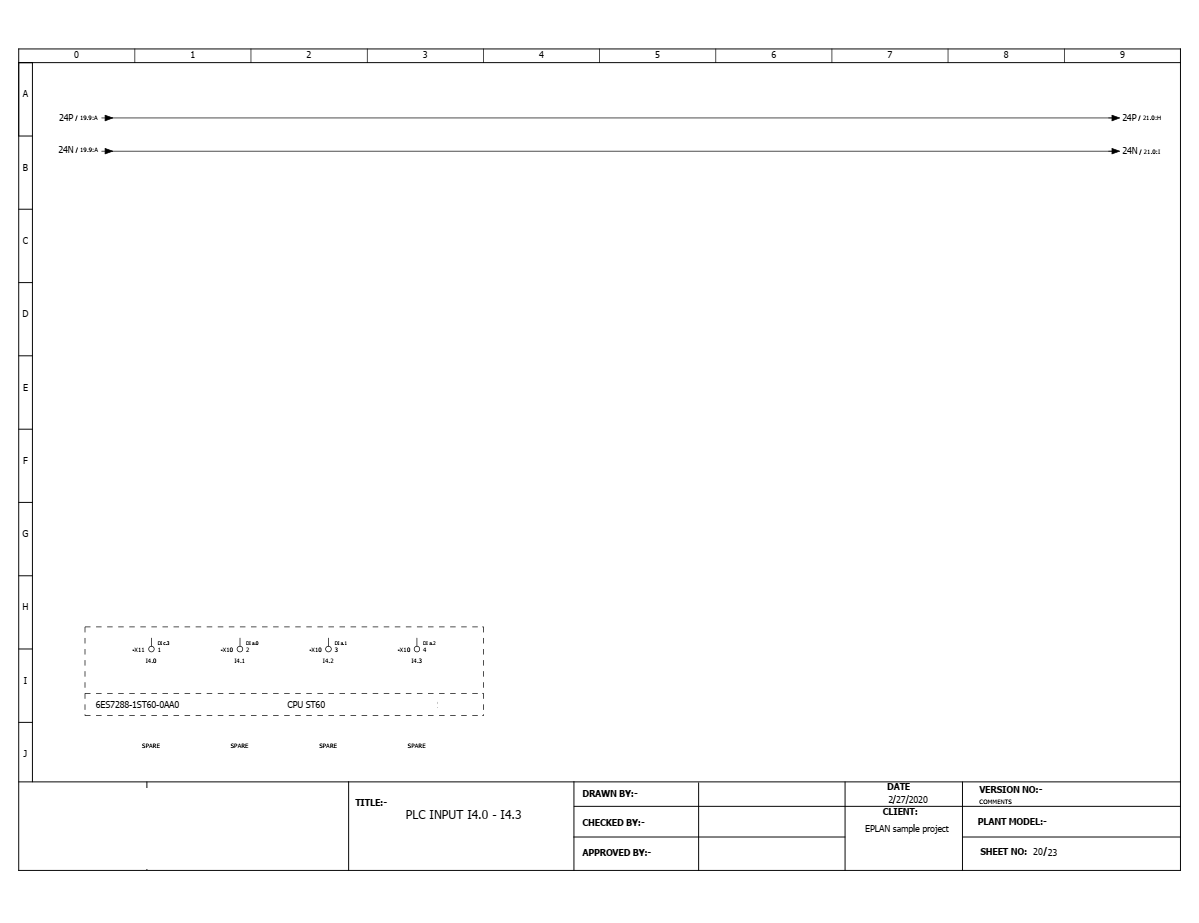 0 1 2 3 4 5 6 7 8 9
A
24P / 19.9:A 24P / 21.0:H
24N / 19.9:A 24N / 21.0:I
B
C
D
E
F
G
H
DI c.3 DI a.0 DI a.1 DI a.2
-X11 1 -X10 2 -X10 3 -X10 4
I4.0 I4.1 I4.2 I4.3
I
6ES7288-1ST60-0AA0 CPU ST60
SPARE SPARE SPARE SPARE
J
TITLE:-
PLC INPUT I4.0 - I4.3
DRAWN BY:-
CHECKED BY:-
APPROVED BY:-
DATE
2/27/2020
CLIENT:
EPLAN sample project
VERSION NO:-
COMMENTS
PLANT MODEL:-
SHEET NO: 20/23